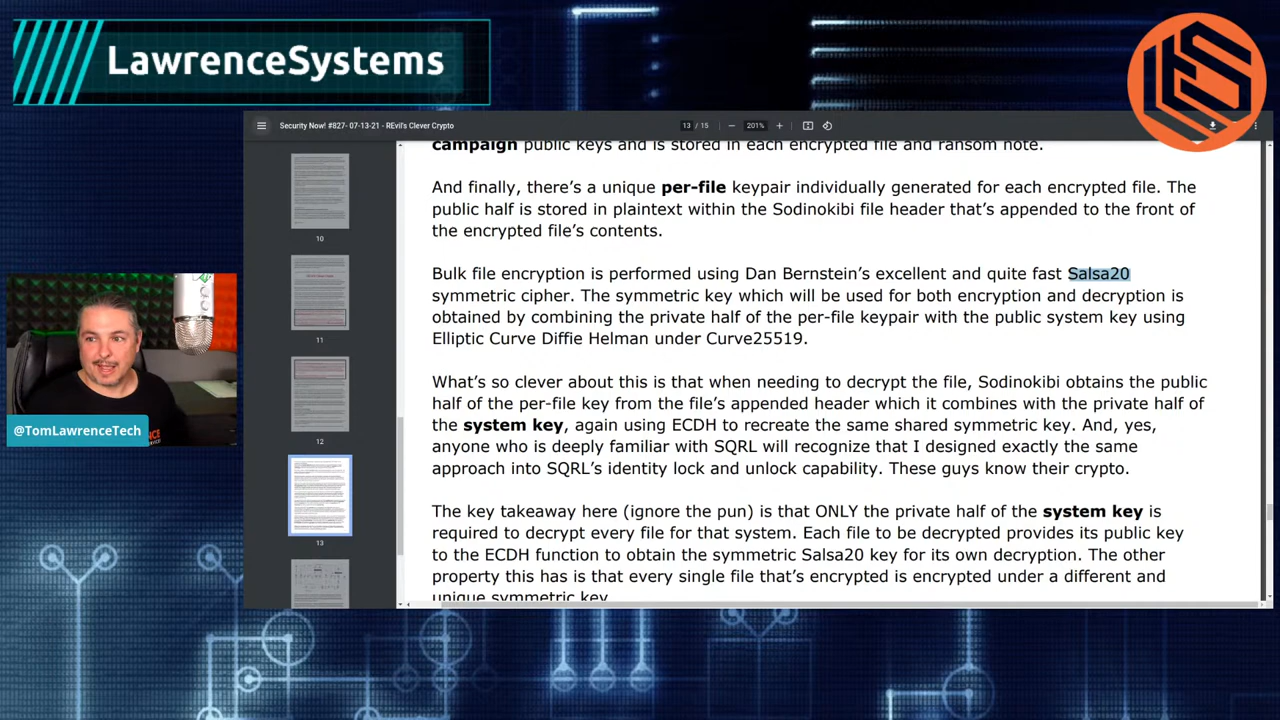 LawrenceSystems
Security Now! #827- 07-13-21 - REvil's Clever Crypto
13 / 15
201%
campaign public keys and is stored in each encrypted file and ransom note.
And finally, there's a unique per-file keypair individually generated for each encrypted file. The
public half is stored in plaintext within the Sodinokibi file header that's appended to the front of
the encrypted file's contents.
Bulk file encryption is performed using Dan Bernstein's excellent and quite fast Salsa20
symmetric cipher. The symmetric key which will be used for both encryption and decryption is
obtained by combining the private half of the per-file keypair with the public system key using
Elliptic Curve Diffie Helman under Curve25519.
What's so clever about this is that when needing to decrypt the file, Sodinokibi obtains the public
half of the per-file key from the file's prepended header which it combines with the private half of
the system key, again using ECDH to recreate the same shared symmetric key. And, yes,
anyone who is deeply familiar with SQRL will recognize that I designed exactly the same
approach into SQRL's identity lock and unlock capability. These guys know their crypto.
The key takeaway here (ignore the pun) is that ONLY the private half of the system key is
required to decrypt every file for that system. Each file to be decrypted provides its public key
to the ECDH function to obtain the symmetric Salsa20 key for its own decryption. The other
property this has is that every single file that's encrypted is encrypted under a different and
unique symmetric key.
10
11
12
13
@TomLawrenceTech